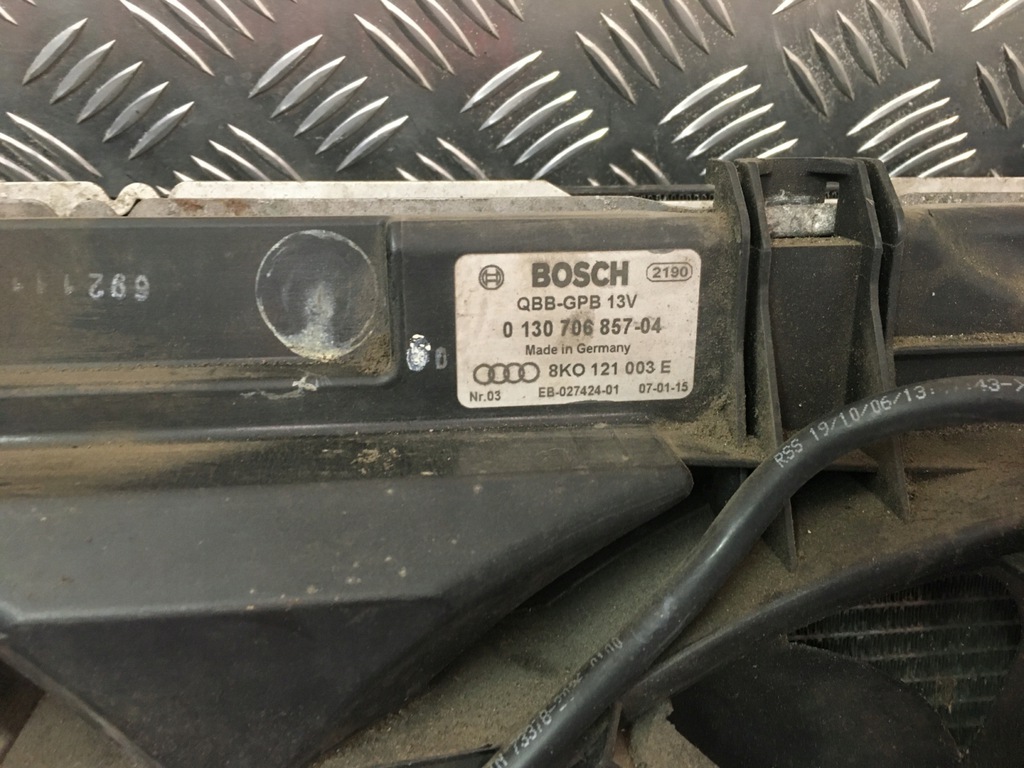 692111
BOSCH 2190
QBB-GPB 13V
0 130 706 857-04
Made in Germany
8KO 121 003 E
Nr.03 EB-027424-01 07-01-15
RSS 19/10/06/13